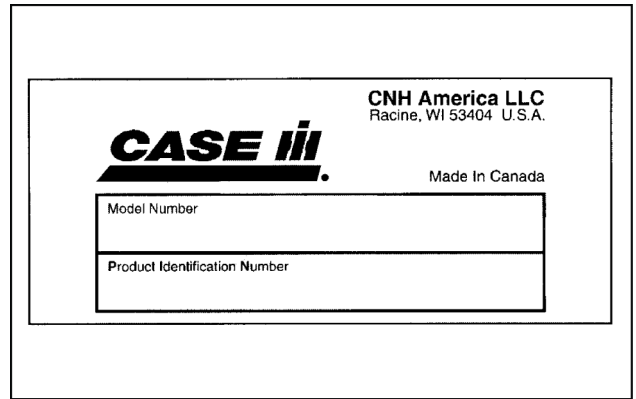 CNH America LLC
Racine, WI 53404 U.S.A.
CASE IH
Made In Canada
Model Number
Product Identification Number